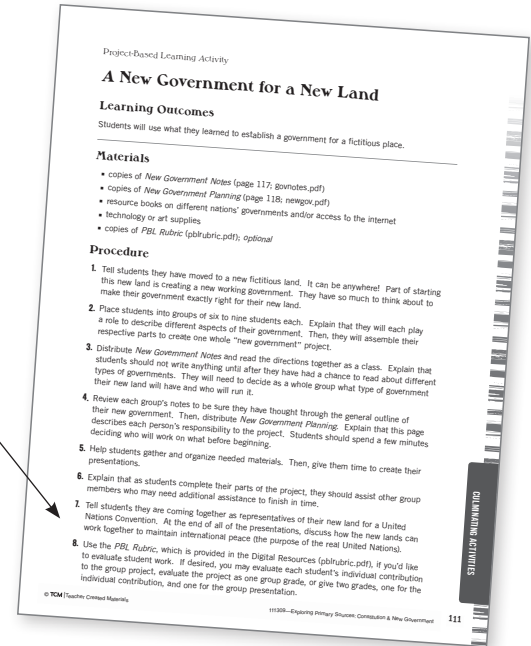 Project-Based Learning Activity
A New Government for a New Land
Learning Outcomes
Students will use what they learned to establish a government for a fictitious place.
Materials
• copies of New Government Notes (page 117; govnotes.pdf)
• copies of New Government Planning (page 118; newgov.pdf)
• resource books on different nations' governments and/or access to the internet
• technology or art supplies
• copies of PBL Rubric (pblrubric.pdf); optional
Procedure
1. Tell students they have moved to a new fictitious land. It can be anywhere! Part of starting
this new land is creating a new working government. They have so much to think about to
make their government exactly right for their new land.
2. Place students into groups of six to nine students each. Explain that they will each play
a role to describe different aspects of their government. Then, they will assemble their
respective parts to create one whole "new government" project.
3. Distribute New Government Notes and read the directions together as a class. Explain that
students should not write anything until after they have had a chance to read about different
types of governments. They will need to decide as a whole group what type of government
their new land will have and who will run it.
4. Review each group's notes to be sure they have thought through the general outline of
their new government. Then, distribute New Government Planning. Explain that this page
describes each person's responsibility to the project. Students should spend a few minutes
deciding who will work on what before beginning.
5. Help students gather and organize needed materials. Then, give them time to create their
presentations.
6. Explain that as students complete their parts of the project, they should assist other group
members who may need additional assistance to finish in time.
7. Tell students they are coming together as representatives of their new land for a United
Nations Convention. At the end of all of the presentations, discuss how the new lands can
work together to maintain international peace (the purpose of the real United Nations).
8. Use the PBL Rubric, which is provided in the Digital Resources (pblrubric.pdf), if you'd like
to evaluate student work. If desired, you may evaluate each student's individual contribution
to the group project, evaluate the project as one group grade, or give two grades, one for the
individual contribution, and one for the group presentation.
CULMINATING ACTIVITIES
© TCM | Teacher Created Materials
111309—Exploring Primary Sources: Constitution & New Government 111